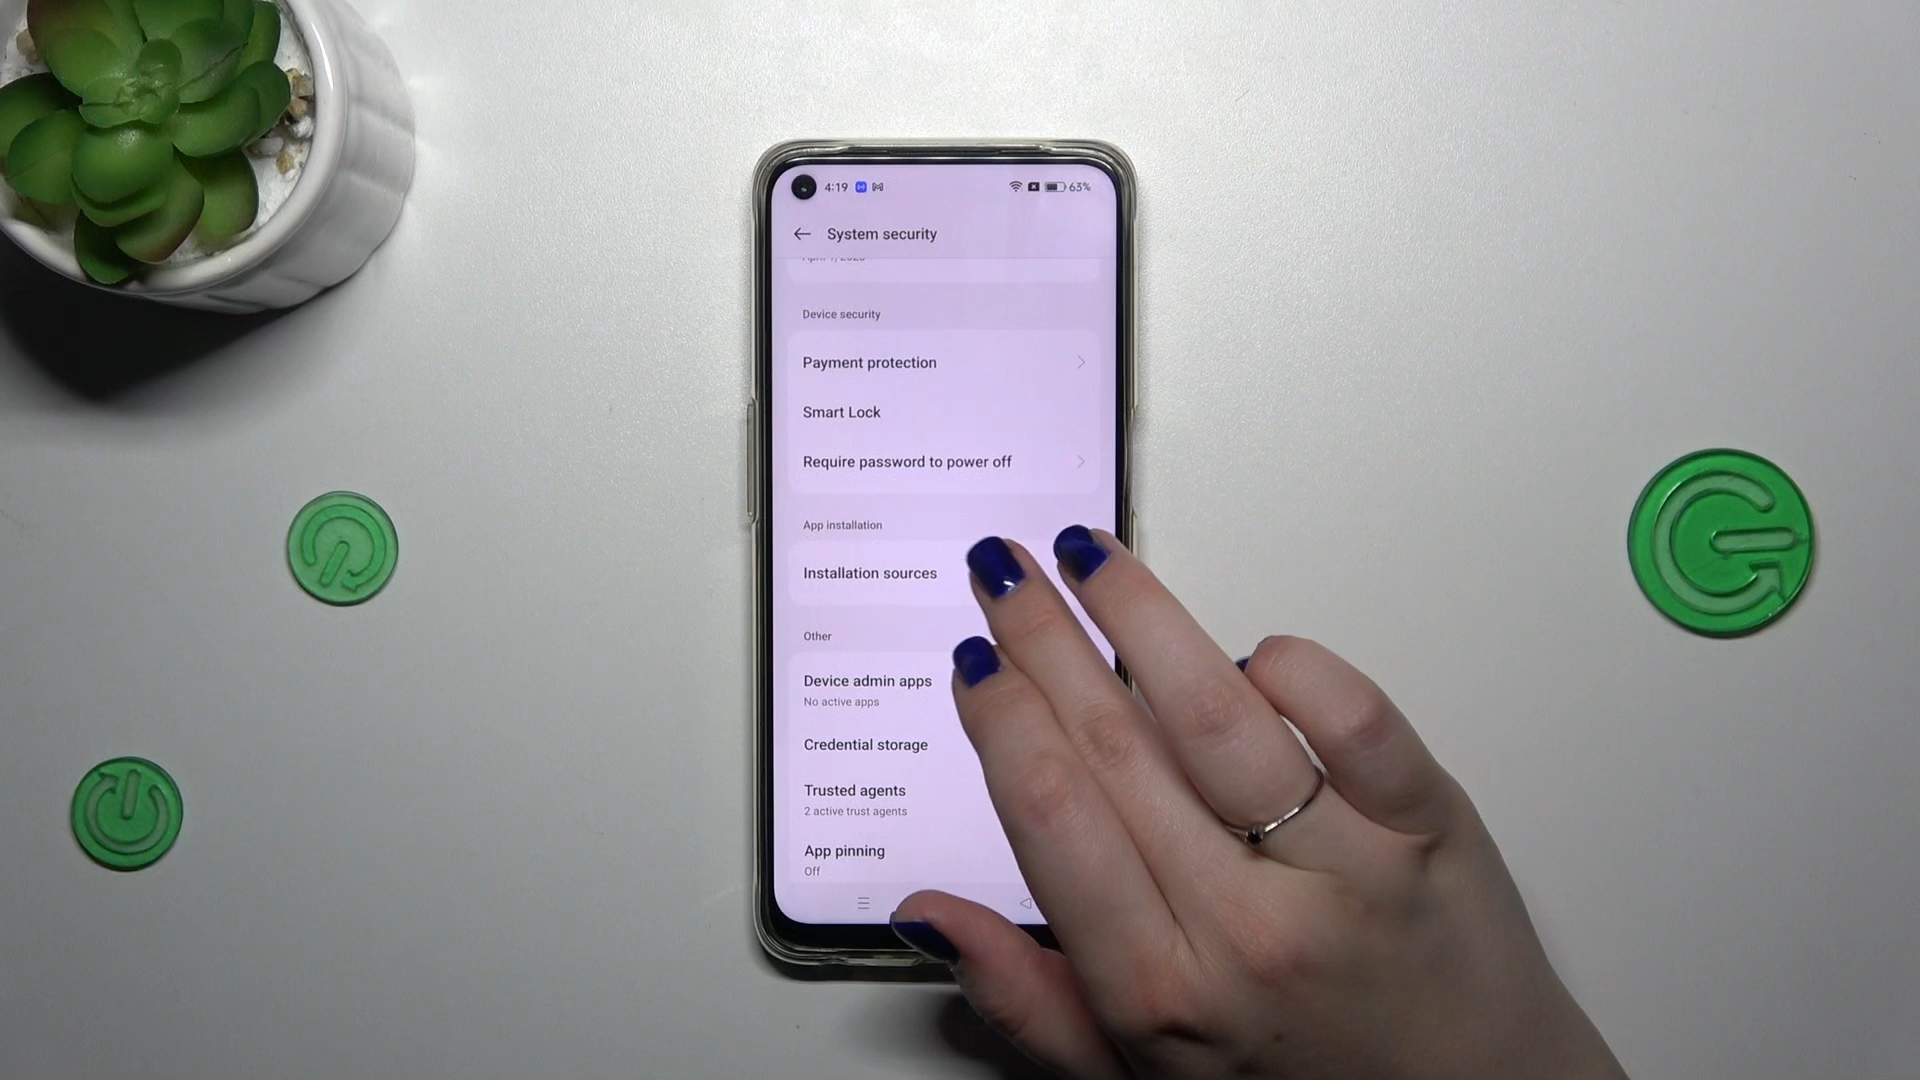 4:19 63%
System security
Device security
Payment protection
Smart Lock
Require password to power off
App installation
Installation sources
Other
Device admin apps
No active apps
Credential storage
Trusted agents
2 active trust agents
App pinning
Off